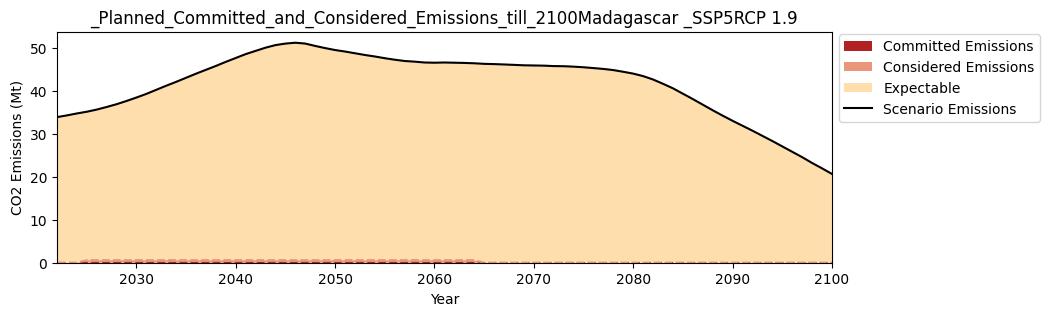 _Planned_Committed_and_Considered_Emissions_till_2100Madagascar _SSP5RCP 1.9
Committed Emissions
Considered Emissions
Expectable
Scenario Emissions
CO2 Emissions (Mt)
50
40
30
20
10
0
2030 2040 2050 2060 2070 2080 2090 2100
Year